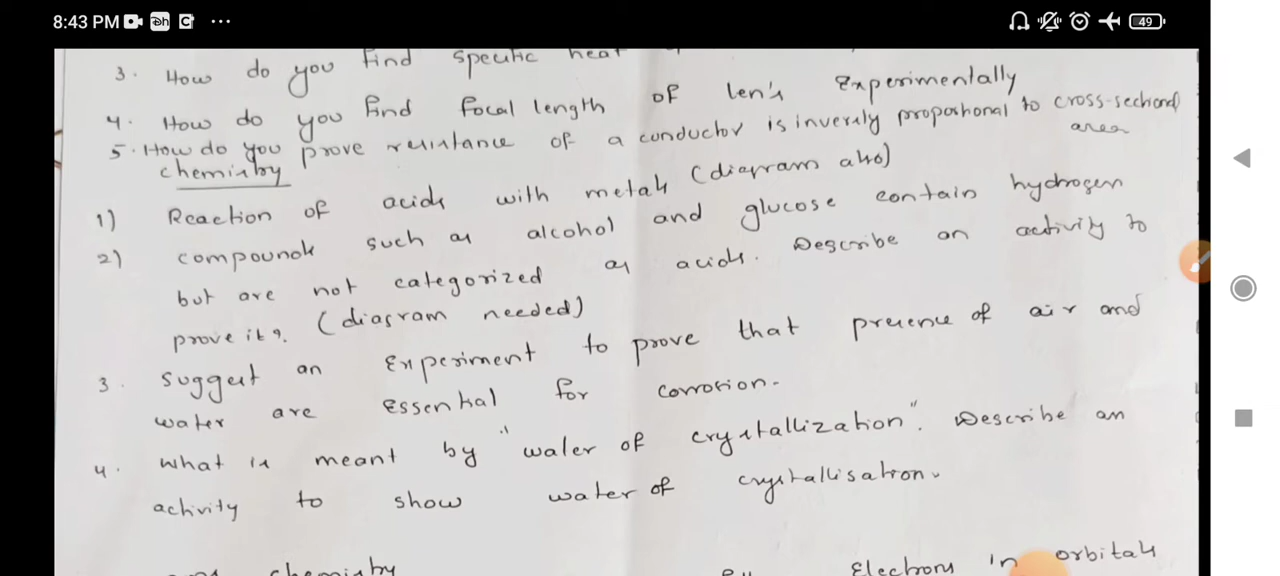 8:43 PM
49
3. How do you find specific heat
4. How do you find focal length of len's Experimentally
5. How do you prove resistance of a conductor is inversly propotional to cross-sectional area
chemistry
1) Reaction of acids with metals (diagram also)
2) compounds such as alcohol and glucose contain hydrogen
but are not categorized as acids. Describe an activity to
prove it?. (diagram needed)
3. suggest an Experiment to prove that presence of air and
water are Essential for corrosion.
4. what is meant by "water of crystallization". Describe an
activity to show water of crystallisation.
chemistry
Electrons in orbitals